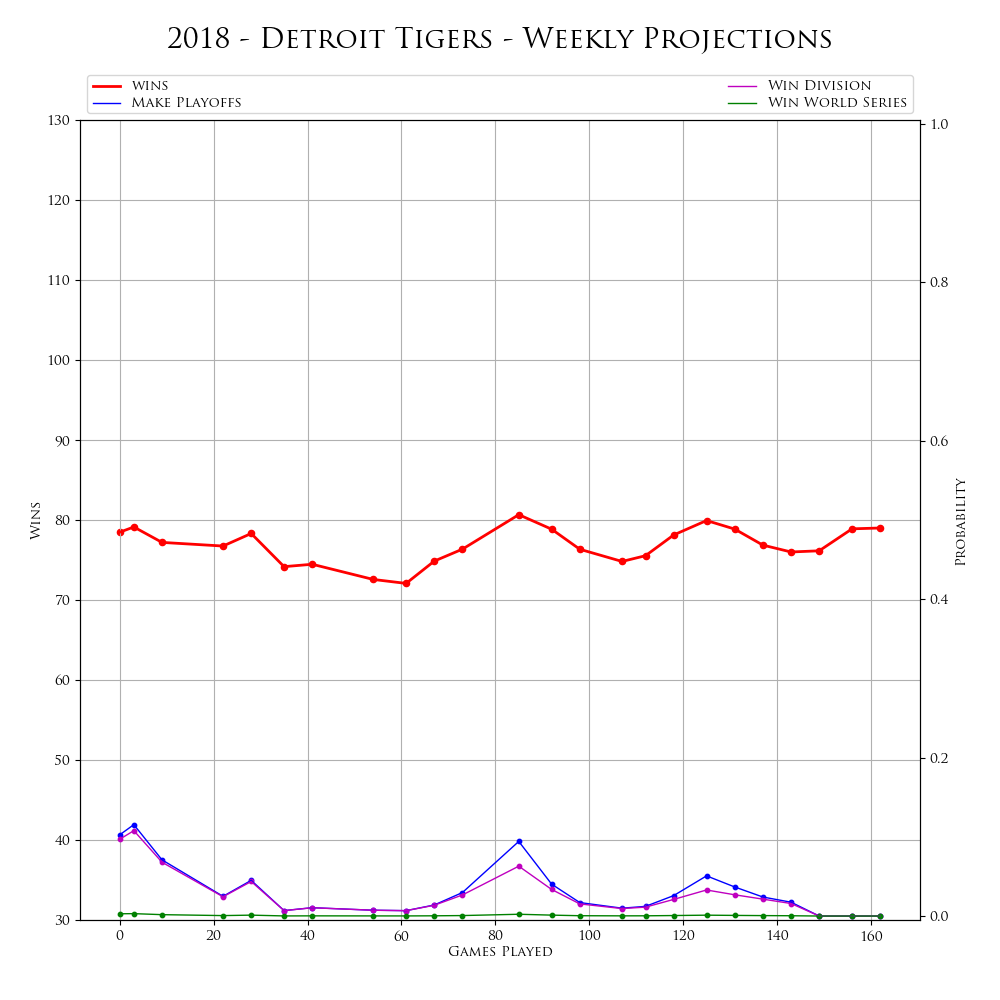 2018 - Detroit Tigers - Weekly Projections
wins
Make Playoffs
Win Division
Win World Series
130
120
110
100
90
80
70
60
50
40
30
Wins
1.0
0.8
0.6
0.4
0.2
0.0
Probability
0 20 40 60 80 100 120 140 160
Games Played